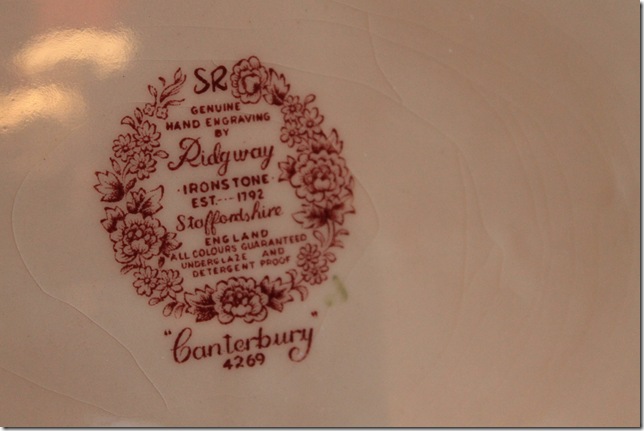 SR
GENUINE
HAND ENGRAVING
BY
Ridgway
·IRONSTONE·
EST.---1792
Staffordshire
ENGLAND
ALL COLOURS GUARANTEED
UNDERGLAZE AND
DETERGENT PROOF
"Canterbury"
4269